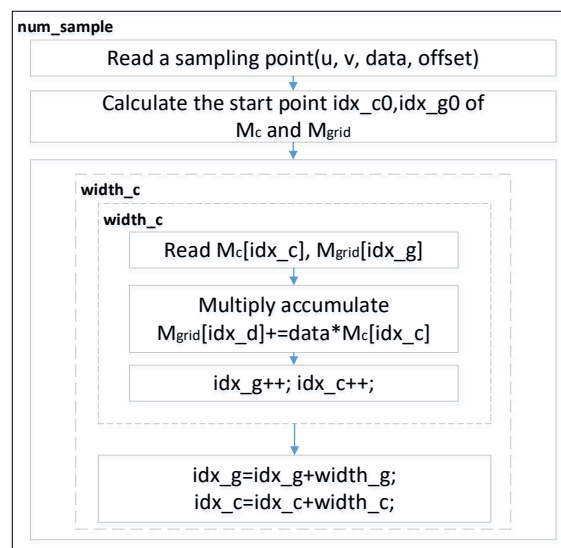 num_sample
Read a sampling point(u, v, data, offset)
Calculate the start point idx_c0,idx_g0 of
Mc and Mgrid
width_c
width_c
Read Mc[idx_c], Mgrid[idx_g]
Multiply accumulate
Mgrid[idx_d]+=data*Mc[idx_c]
idx_g++; idx_c++;
idx_g=idx_g+width_g;
idx_c=idx_c+width_c;